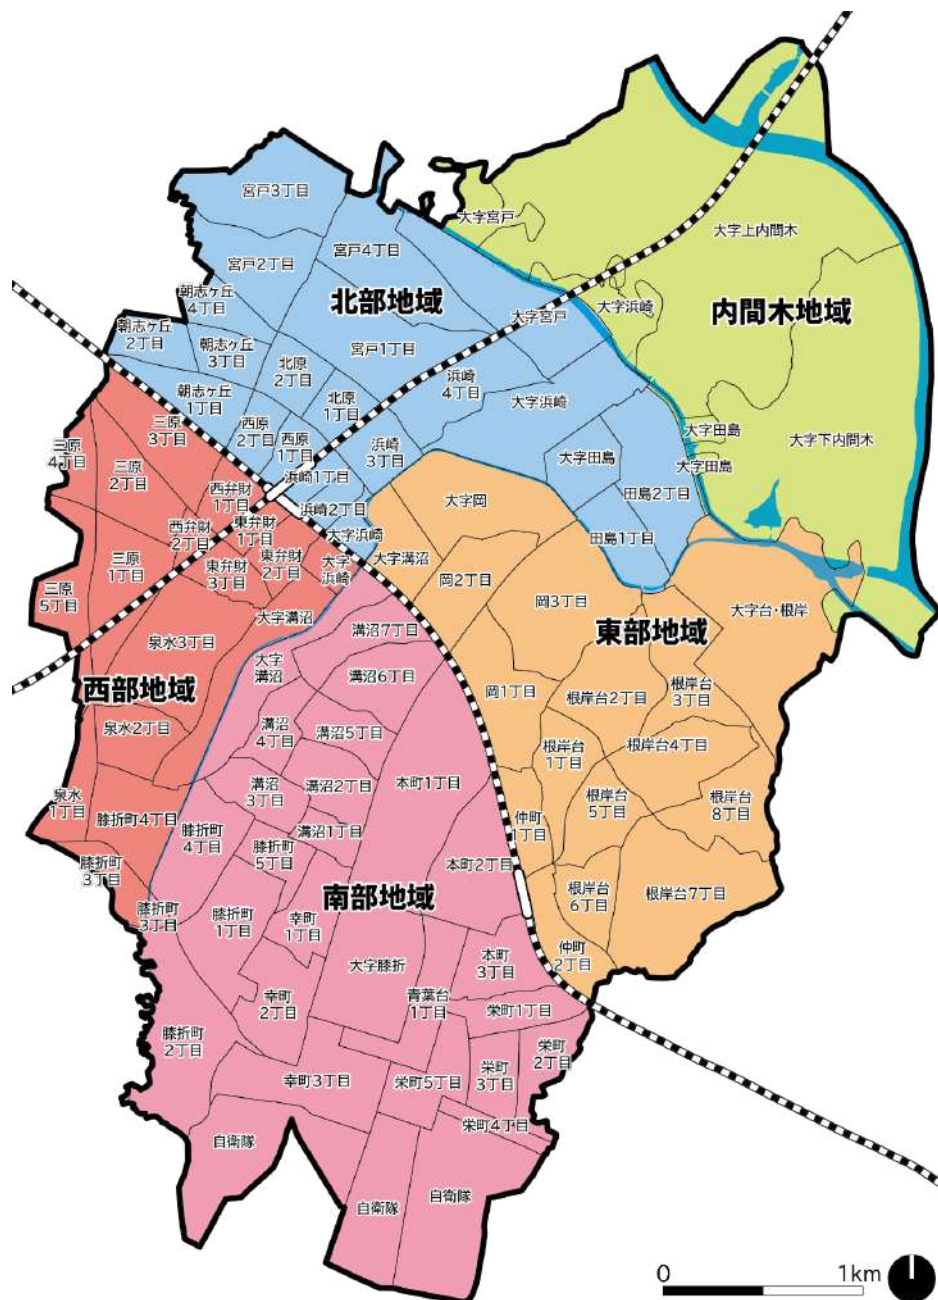 宮戸3丁目
大字宮戸
大字上内間木
宮戸4丁目
宮戸2丁目
朝志ヶ丘
4丁目
北部地域
大字宮戸
大字浜崎
内間木地域
朝志ヶ丘
2丁目
朝志ヶ丘
3丁目
宮戸1丁目
北原
2丁目
浜崎
4丁目
朝志ヶ丘
1丁目
北原
1丁目
大字浜崎
三原
3丁目
西原
2丁目
西原
1丁目
浜崎
3丁目
大字田島
大字下内間木
三原
4丁目
三原
2丁目
大字田島
大字田島
浜崎1丁目
西弁財
1丁目
田島2丁目
大字岡
浜崎2丁目
西弁財
2丁目
東弁財
1丁目
大字浜崎
田島1丁目
三原
1丁目
東弁財
3丁目
東弁財
2丁目
大字
浜崎
大字溝沼
岡2丁目
三原
5丁目
岡3丁目
大字台・根岸
大字溝沼
溝沼7丁目
東部地域
泉水3丁目
大字
溝沼
溝沼6丁目
西部地域
岡1丁目
根岸台2丁目
根岸台
3丁目
泉水2丁目
溝沼
4丁目
溝沼5丁目
根岸台
1丁目
根岸台4丁目
溝沼
3丁目
溝沼2丁目
本町1丁目
泉水
1丁目
根岸台
5丁目
根岸台
8丁目
膝折町4丁目
膝折町
4丁目
溝沼1丁目
仲町
1丁目
膝折町
5丁目
膝折町
3丁目
本町2丁目
南部地域
根岸台
6丁目
根岸台7丁目
膝折町
3丁目
膝折町
1丁目
幸町
1丁目
大字膝折
本町
3丁目
仲町
2丁目
幸町
2丁目
青葉台
1丁目
栄町1丁目
膝折町
2丁目
幸町3丁目
栄町5丁目
栄町
3丁目
栄町
2丁目
栄町4丁目
自衛隊
自衛隊
自衛隊
0 1km